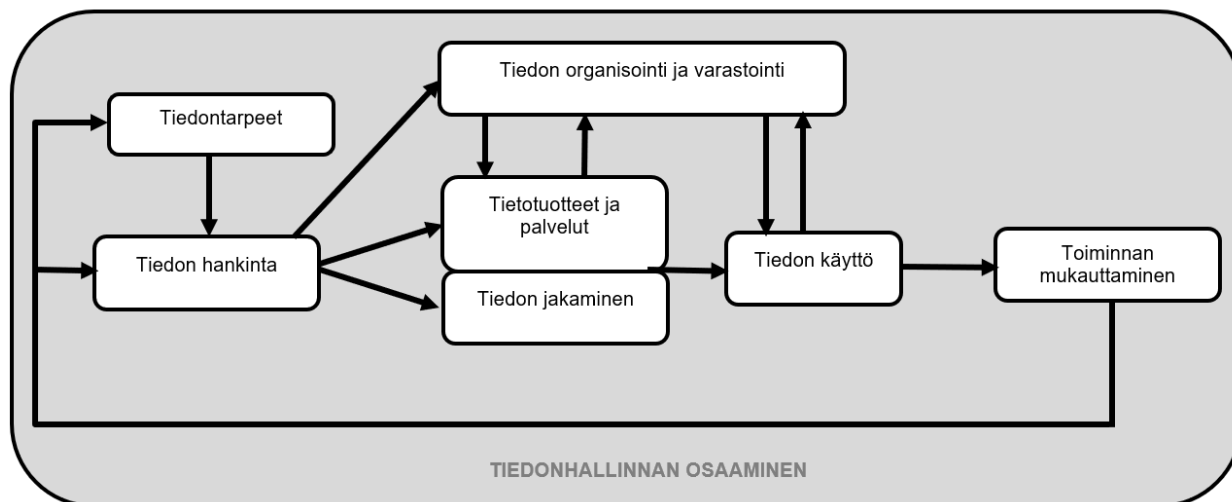 Tiedon organisointi ja varastointi
Tiedontarpeet
Tietotuotteet ja
palvelut
Tiedon hankinta
Tiedon jakaminen
Tiedon käyttö
Toiminnan
mukauttaminen
TIEDONHALLINNAN OSAAMINEN